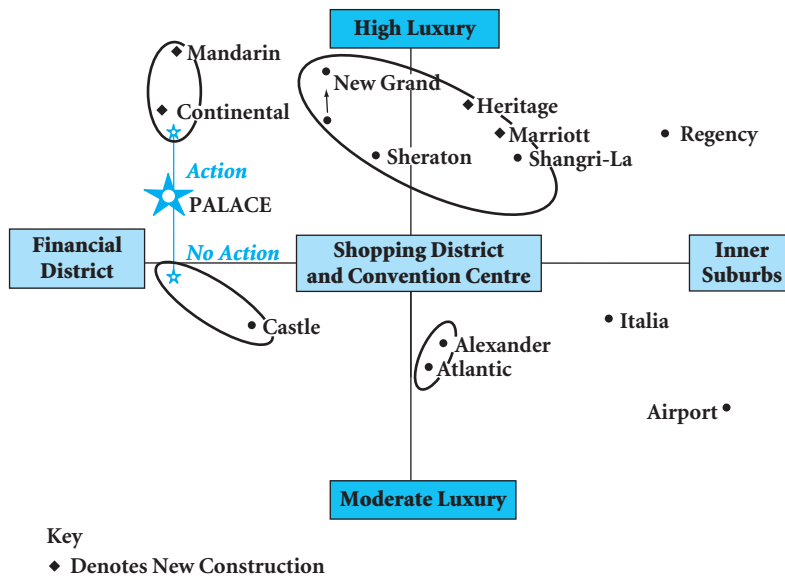 High Luxury
Mandarin
New Grand
Continental
Heritage
Marriott
Regency
Sheraton
Shangri-La
Action
PALACE
Financial
District
No Action
Shopping District
and Convention Centre
Inner
Suburbs
Castle
Italia
Alexander
Atlantic
Airport
Moderate Luxury
Key
◆ Denotes New Construction